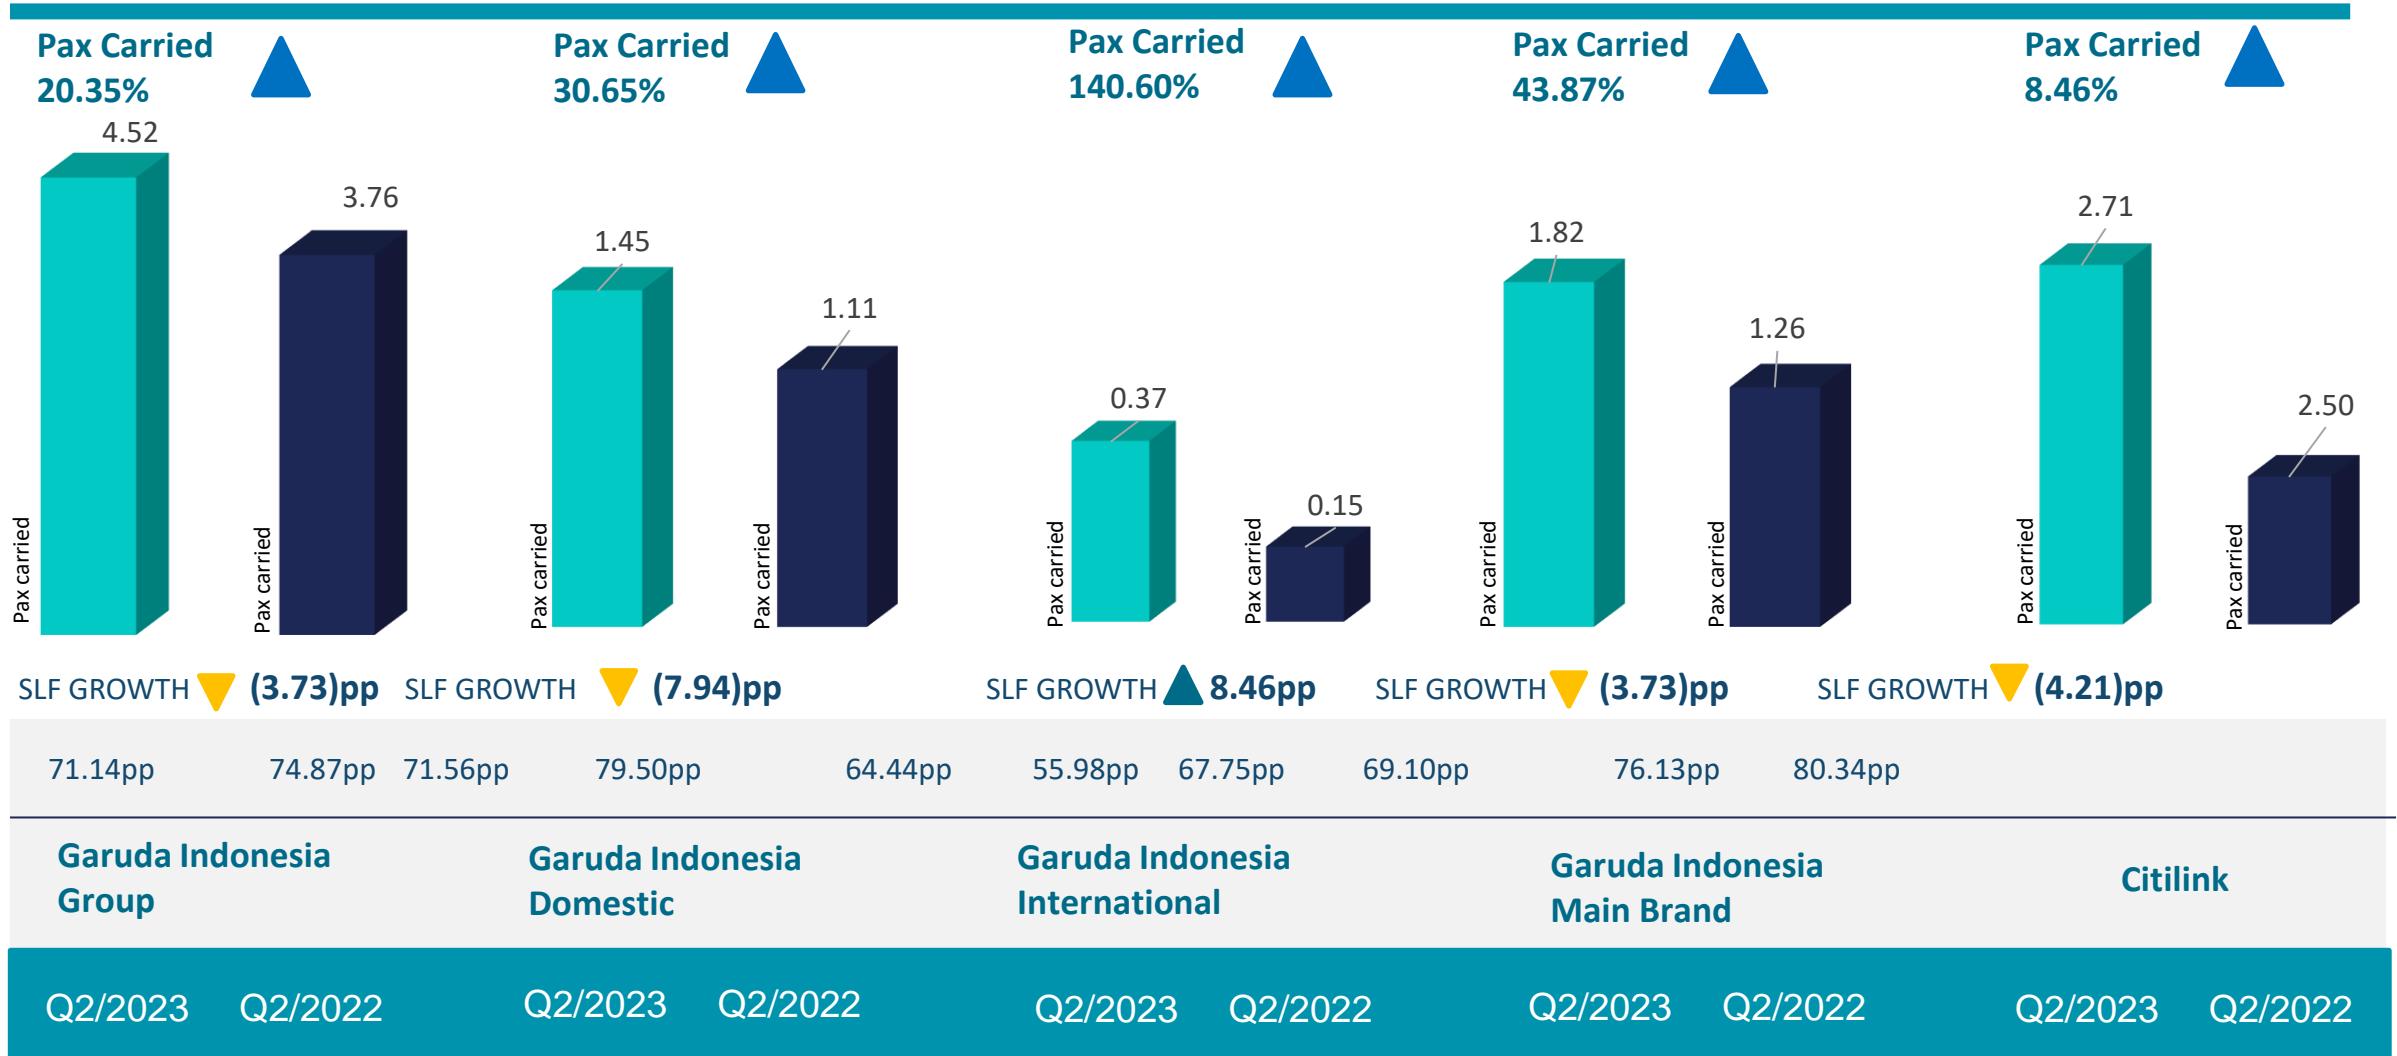 Pax Carried
20.35%
Pax Carried
30.65%
Pax Carried
140.60%
Pax Carried
43.87%
Pax Carried
8.46%
4.52
3.76
1.45
1.11
0.37
0.15
1.82
1.26
2.71
2.50
Pax carried
Pax carried
Pax carried
Pax carried
Pax carried
Pax carried
Pax carried
Pax carried
Pax carried
Pax carried
SLF GROWTH (3.73)pp
SLF GROWTH (7.94)pp
SLF GROWTH 8.46pp
SLF GROWTH (3.73)pp
SLF GROWTH (4.21)pp
71.14pp 74.87pp 71.56pp 79.50pp 64.44pp 55.98pp 67.75pp 69.10pp 76.13pp 80.34pp
Garuda Indonesia
Group
Garuda Indonesia
Domestic
Garuda Indonesia
International
Garuda Indonesia
Main Brand
Citilink
Q2/2023 Q2/2022 Q2/2023 Q2/2022 Q2/2023 Q2/2022 Q2/2023 Q2/2022 Q2/2023 Q2/2022